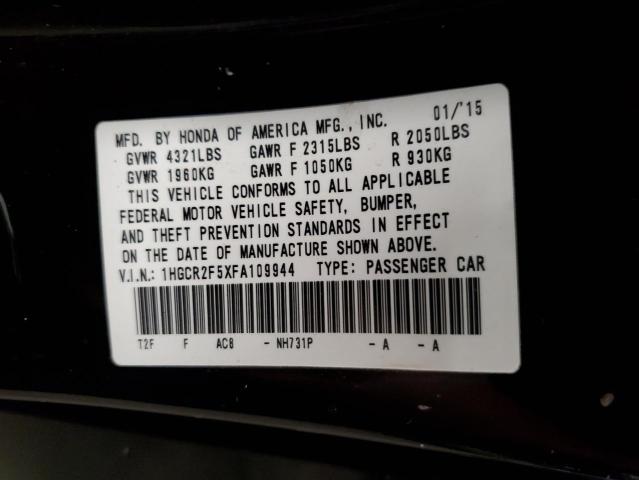 MFD. BY HONDA OF AMERICA MFG., INC. 01/'15
GVWR 4321LBS GAWR F 2315LBS R 2050LBS
GVWR 1960KG GAWR F 1050KG R 930KG
THIS VEHICLE CONFORMS TO ALL APPLICABLE
FEDERAL MOTOR VEHICLE SAFETY, BUMPER,
AND THEFT PREVENTION STANDARDS IN EFFECT
ON THE DATE OF MANUFACTURE SHOWN ABOVE.
V.I.N.: 1HGCR2F5XFA109944 TYPE: PASSENGER CAR
T2F F AC8 - NH731P - A - A